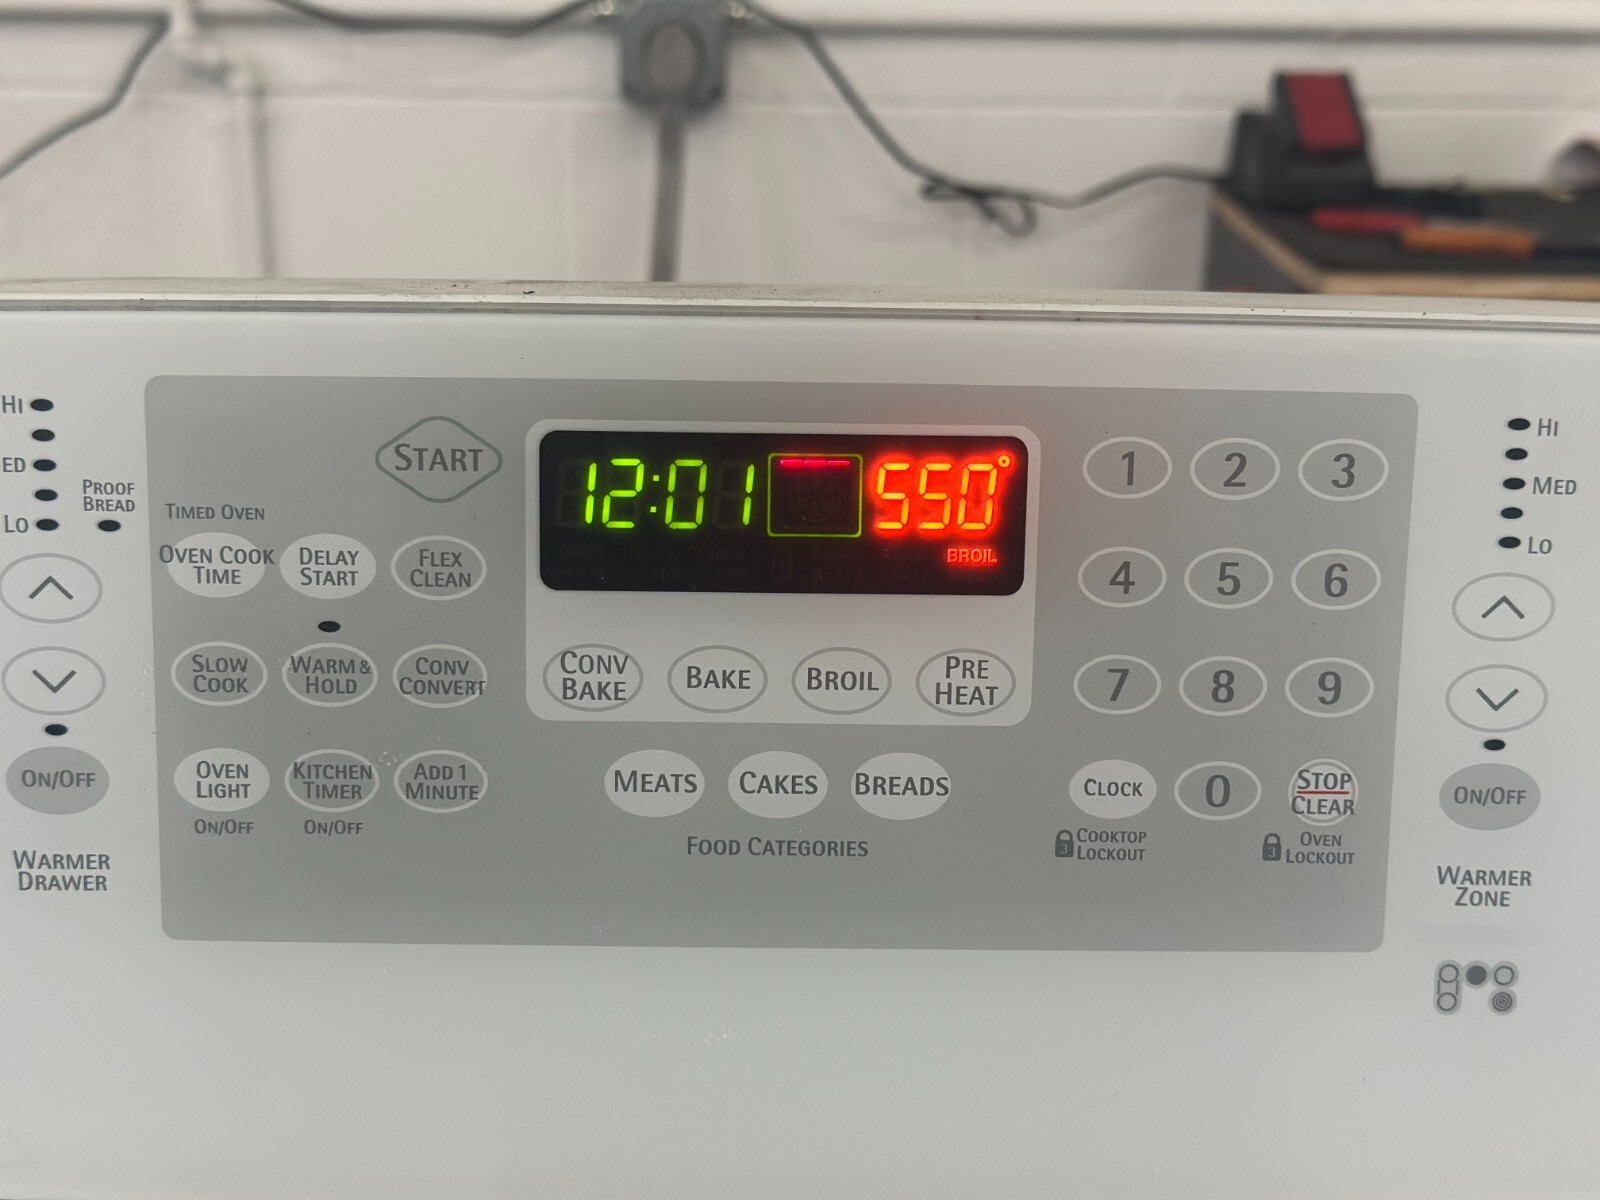 HI
ED
LO
PROOF
BREAD
ON/OFF
WARMER
DRAWER
START
TIMED OVEN
OVEN COOK
TIME
DELAY
START
FLEX
CLEAN
SLOW
COOK
WARM &
HOLD
CONV
CONVERT
OVEN
LIGHT
ON/OFF
KITCHEN
TIMER
ON/OFF
ADD 1
MINUTE
12:01
550°
BROIL
CONV
BAKE
BAKE
BROIL
PRE
HEAT
MEATS
CAKES
BREADS
FOOD CATEGORIES
1 2 3
4 5 6
7 8 9
CLOCK
0
STOP
CLEAR
3
COOKTOP
LOCKOUT
3
OVEN
LOCKOUT
HI
MED
LO
ON/OFF
WARMER
ZONE